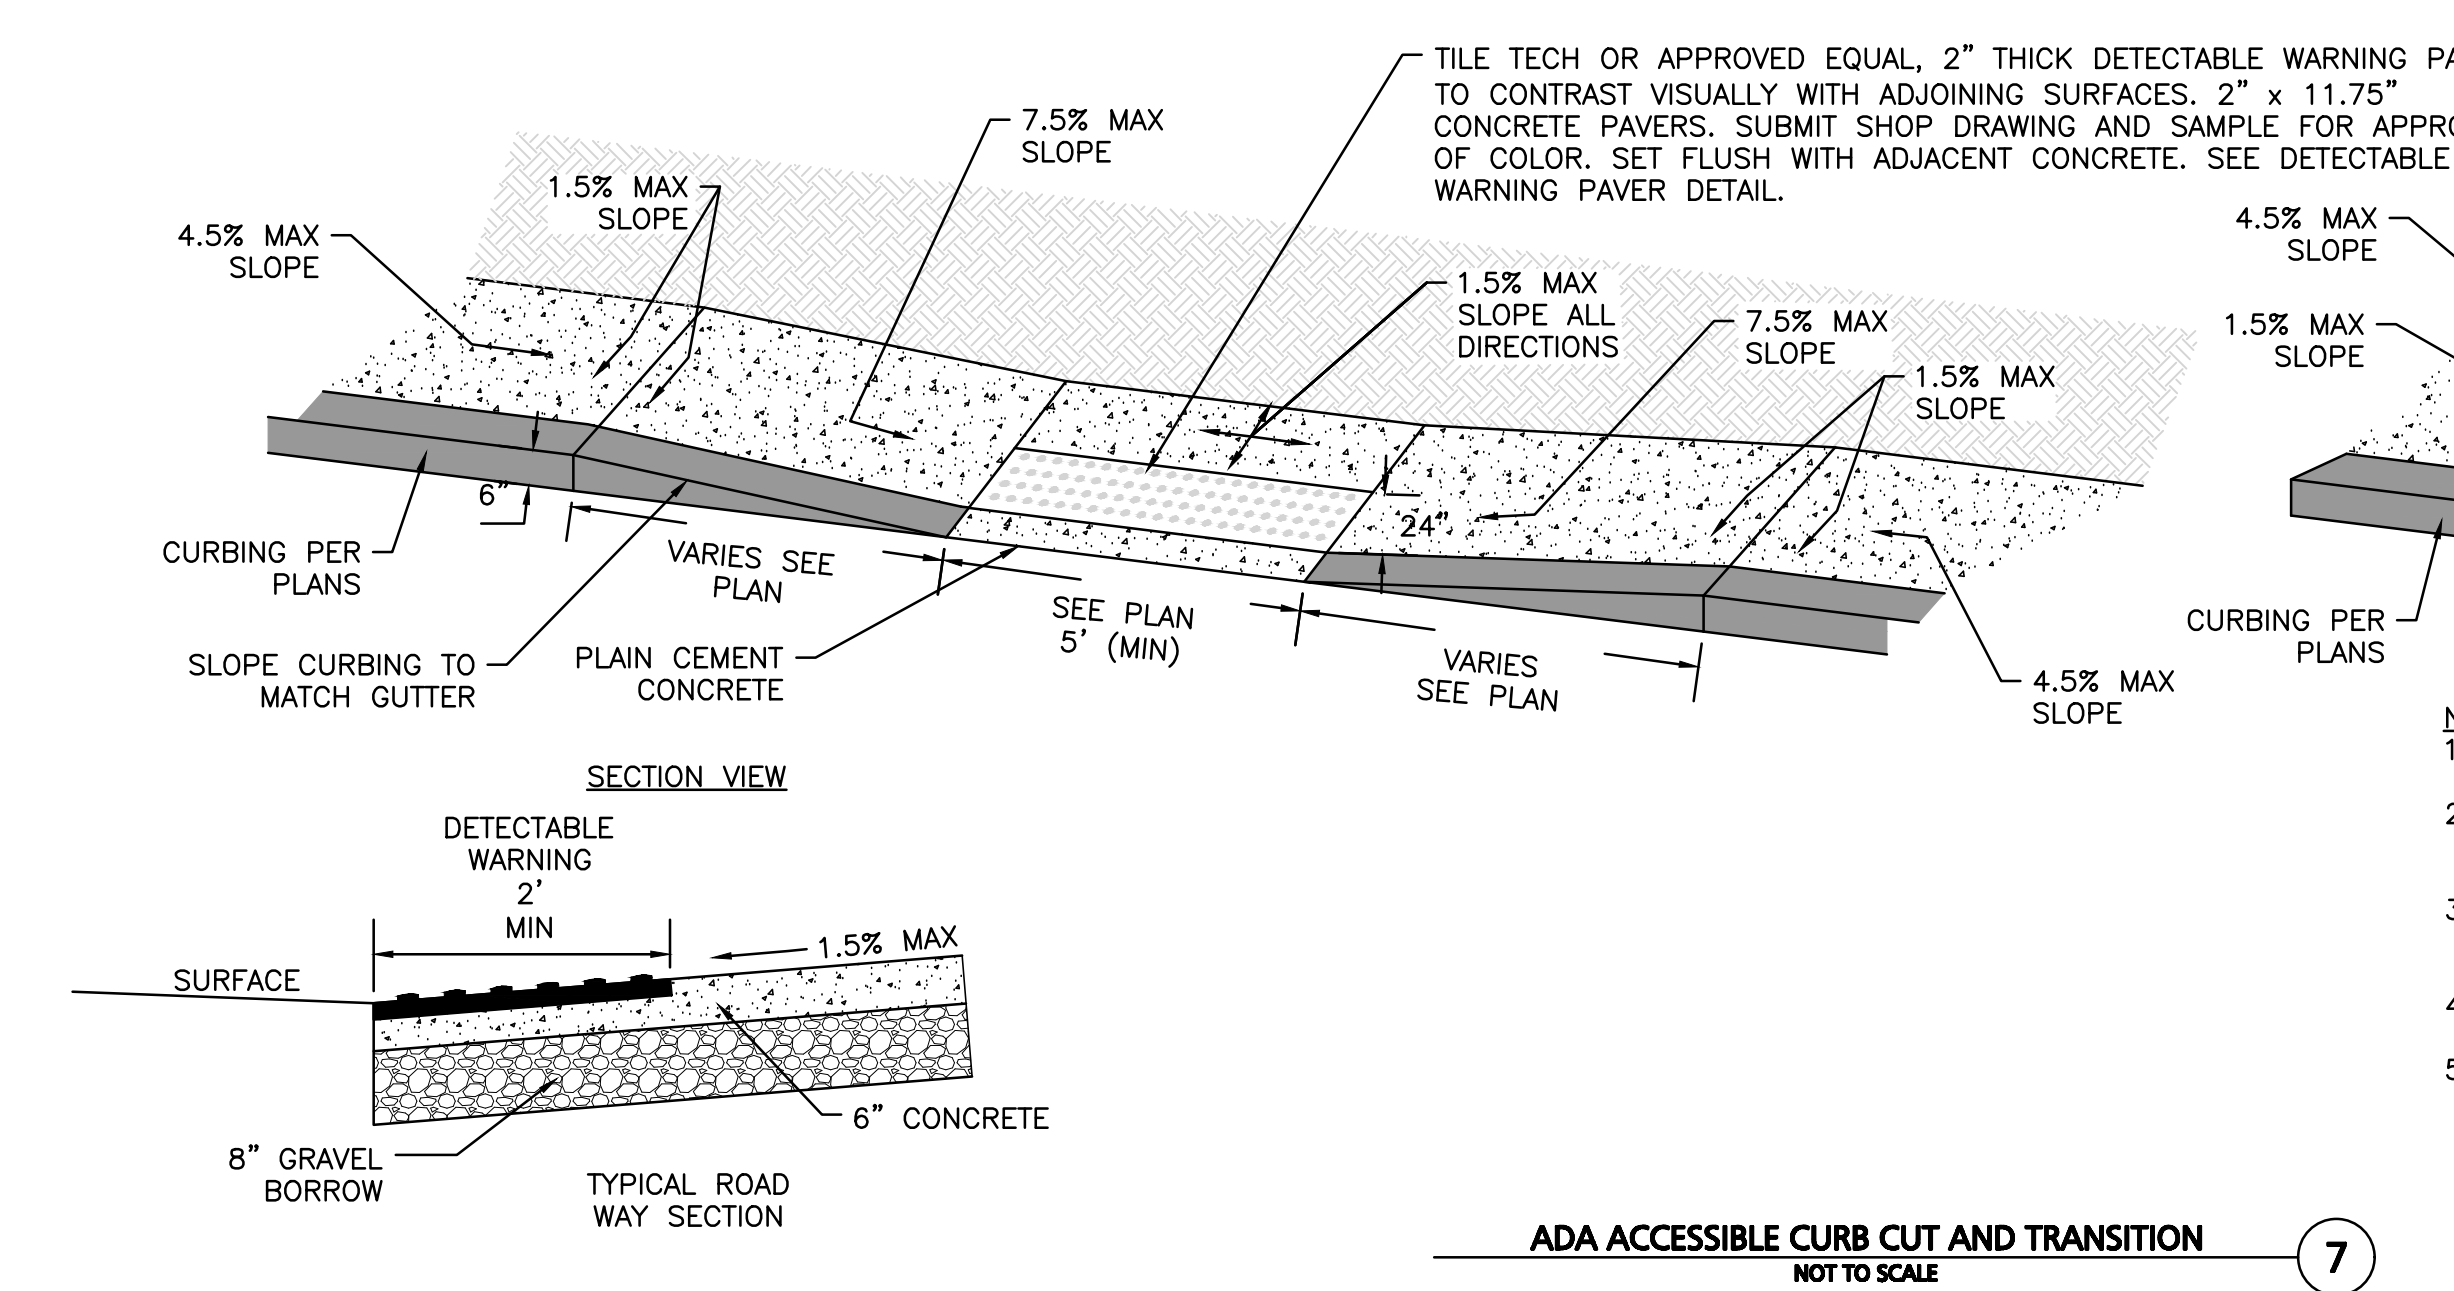 TILE TECH OR APPROVED EQUAL, 2” THICK DETECTABLE WARNING
TO CONTRAST VISUALLY WITH ADJOINING SURFACES. 2” x 11.75”
CONCRETE PAVERS. SUBMIT SHOP DRAWING AND SAMPLE FOR
OF COLOR. SET FLUSH WITH ADJACENT CONCRETE. SEE DETECTABLE
WARNING PAVER DETAIL.
7.5% MAX
SLOPE
1.5% MAX
SLOPE
4.5% MAX
SLOPE
1.5% MAX
SLOPE ALL
DIRECTIONS
7.5% MAX
SLOPE
1.5% MAX
SLOPE
4.5% MAX
SLOPE
1.5% MAX
SLOPE
6”
24”
CURBING PER
PLANS
VARIES SEE
PLAN
SEE PLAN
5’ (MIN)
VARIES
SEE PLAN
SLOPE CURBING TO
MATCH GUTTER
PLAIN CEMENT
CONCRETE
4.5% MAX
SLOPE
CURBING PER
PLANS
1
2
3
4
5
SECTION VIEW
DETECTABLE
WARNING
2’
MIN
1.5% MAX
SURFACE
6” CONCRETE
8” GRAVEL
BORROW
TYPICAL ROAD
WAY SECTION
ADA ACCESSIBLE CURB CUT AND TRANSITION
NOT TO SCALE
7